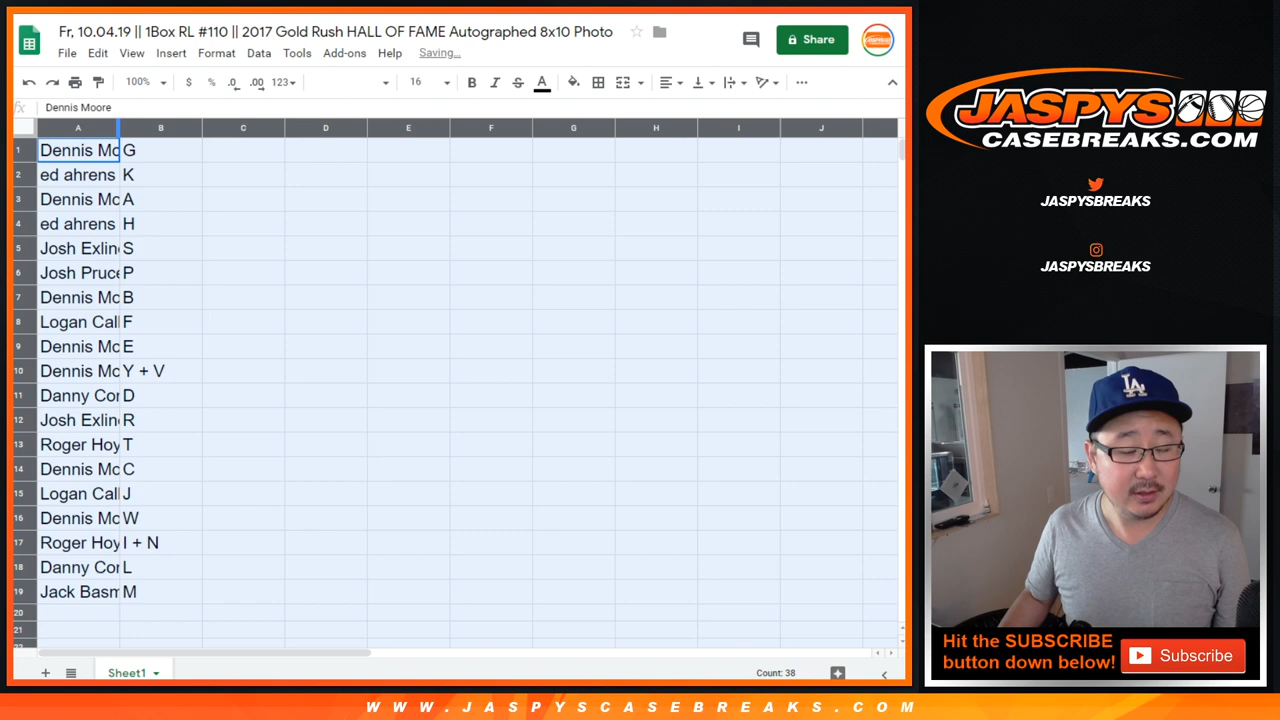 Fr, 10.04.19 || 1Box RL #110 || 2017 Gold Rush HALL OF FAME Autographed 8x10 Photo
File Edit View Insert Format Data Tools Add-ons Help Saving...
Share
100% $ % .0 .00 123 16 B I S A
fx Dennis Moore
A B C D E F G H I J
1 Dennis Mo G
2 ed ahrens K
3 Dennis Mo A
4 ed ahrens H
5 Josh Exlin S
6 Josh Pruce P
7 Dennis Mo B
8 Logan Call F
9 Dennis Mo E
10 Dennis Mo Y + V
11 Danny Cor D
12 Josh Exlin R
13 Roger Hoy T
14 Dennis Mo C
15 Logan Call J
16 Dennis Mo W
17 Roger Hoy I + N
18 Danny Cor L
19 Jack Basm M
20
21
Sheet1
Count: 38
JASPYS
CASEBREAKS.COM
JASPYSBREAKS
JASPYSBREAKS
LA
Hit the SUBSCRIBE
button down below!
Subscribe
WWW.JASPYSCASEBREAKS.COM